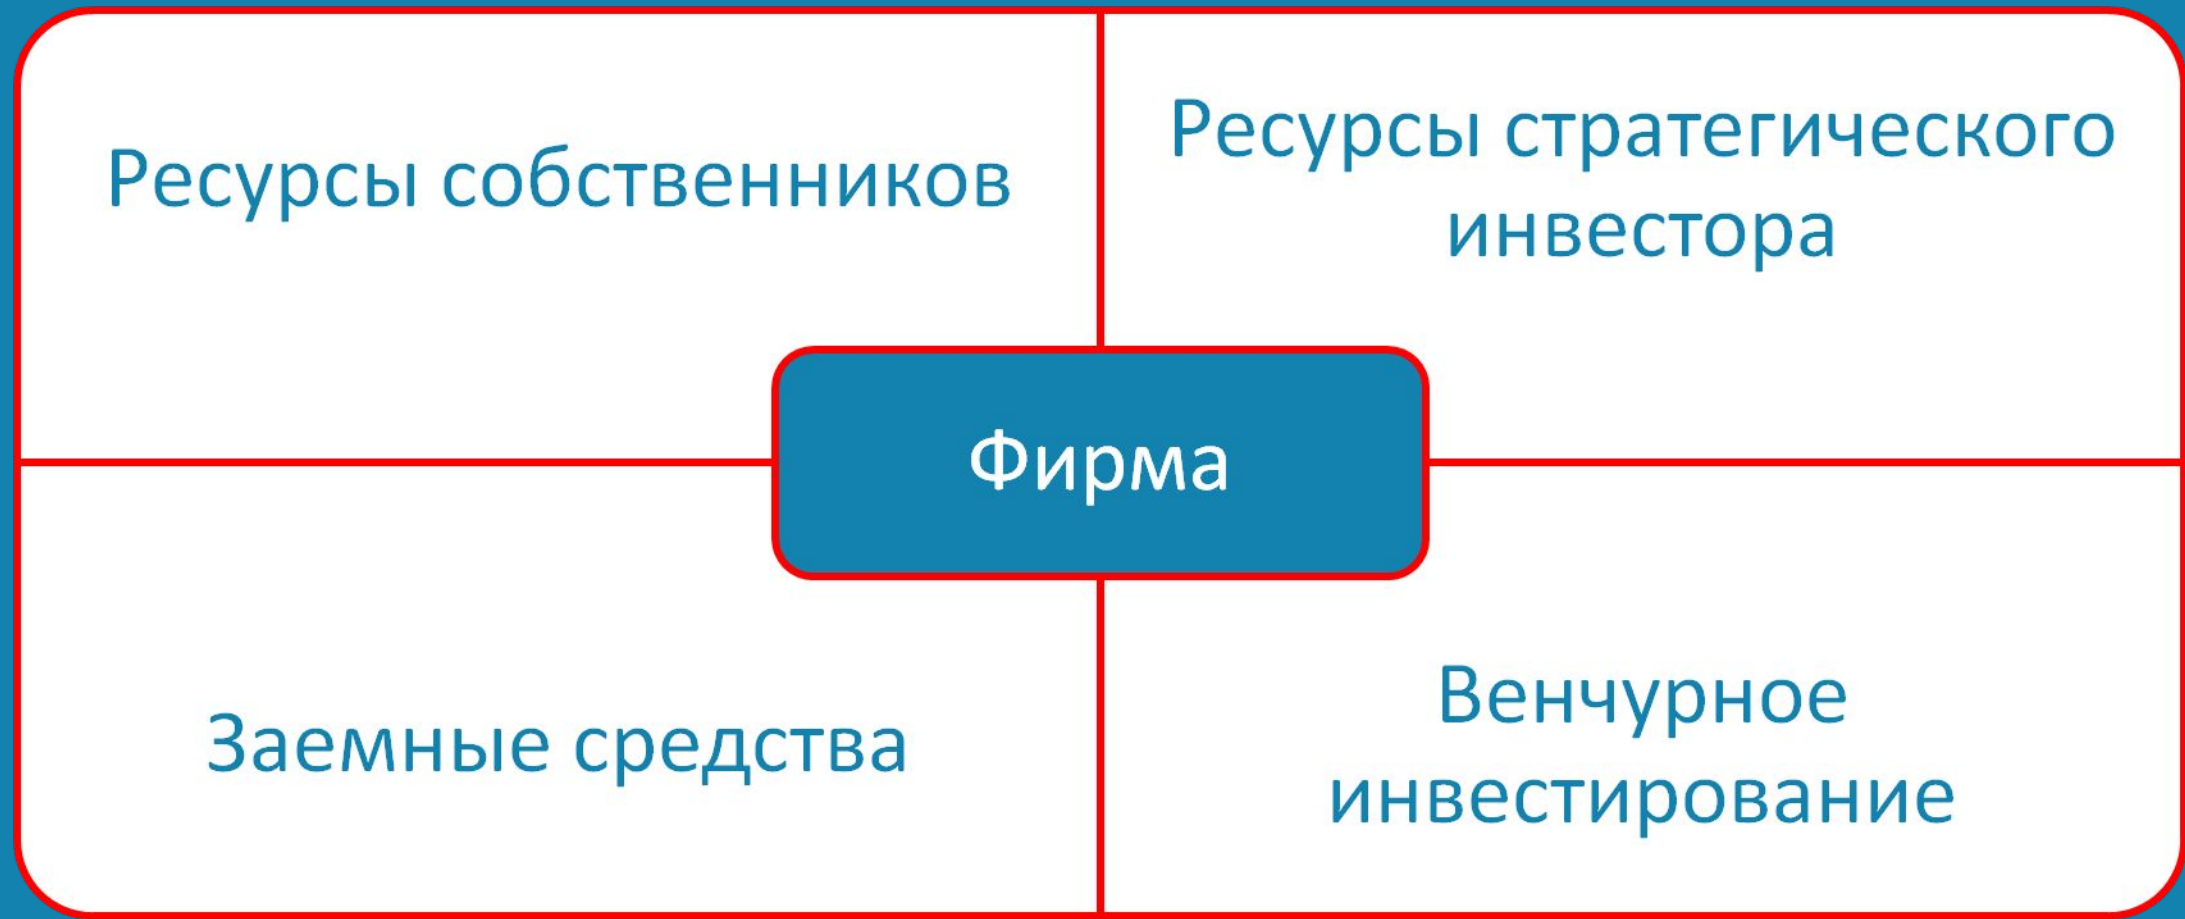 Ресурсы собственников
Ресурсы стратегического
инвестора
Фирма
Заемные средства
Венчурное
инвестирование